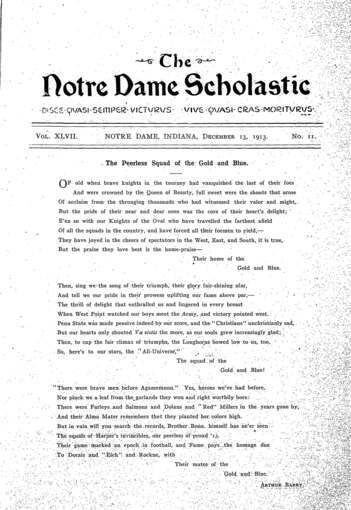 The
Notre Dame Scholastic
·DISCE·QVASI·SEMPER·VICTVRVS· ·VIVE·QVASI·CRAS·MORITVRVS·
VOL. XLVII. NOTRE DAME, INDIANA, DECEMBER 13, 1913. No. 11.
The Peerless Squad of the Gold and Blue.
OF old when brave knights in the tourney had vanquished the last of their foes
And were crowned by the Queen of Beauty, full sweet were the shouts that arose
Of acclaim from the thronging thousands who had witnessed their valor and might,
But the pride of their near and dear ones was the core of their heart's delight;
E'en so with our Knights of the Oval who have travelled the furthest afield
Of all the squads in the country, and have forced all their foemen to yield,—
They have joyed in the cheers of spectators in the West, East, and South, it is true,
But the praise they love best is the home-praise—
Their home of the
Gold and Blue.
Then, sing we the song of their triumph, their glory fair-shining afar,
And tell we our pride in their prowess uplifting our fame above par,—
The thrill of delight that enthralled us and lingered in every breast
When West Point watched our boys meet the Army, and victory pointed west.
Penn State was made pensive indeed by our score, and the "Christians" unchristianly sad,
But our hearts only shouted the more, as our souls grew increasingly glad;
Then, to cap the fair climax of triumphs, the Longhorns bowed low to us, too,
So, here's to our stars, the "All-Universe,"
The squad of the
Gold and Blue!
"There were brave men before Agamemnon." Yes, heroes we've had before,
Nor pluck we a leaf from the garlands they won and right worthily bore:
There were Farleys and Salmons and Dolans and "Red" Millers in the years gone by,
And their Alma Mater remembers that they planted her colors high.
But in vain will you search the records, Brother Bone himself has ne'er seen
The equals of Harper's invincibles, our peerless of proud '13.
Their game marked an epoch in football, and Fame pays the homage due
To Dorais and "Eich" and Rockne, with
Their mates of the
Gold and Blue.
ARTHUR BARRY.